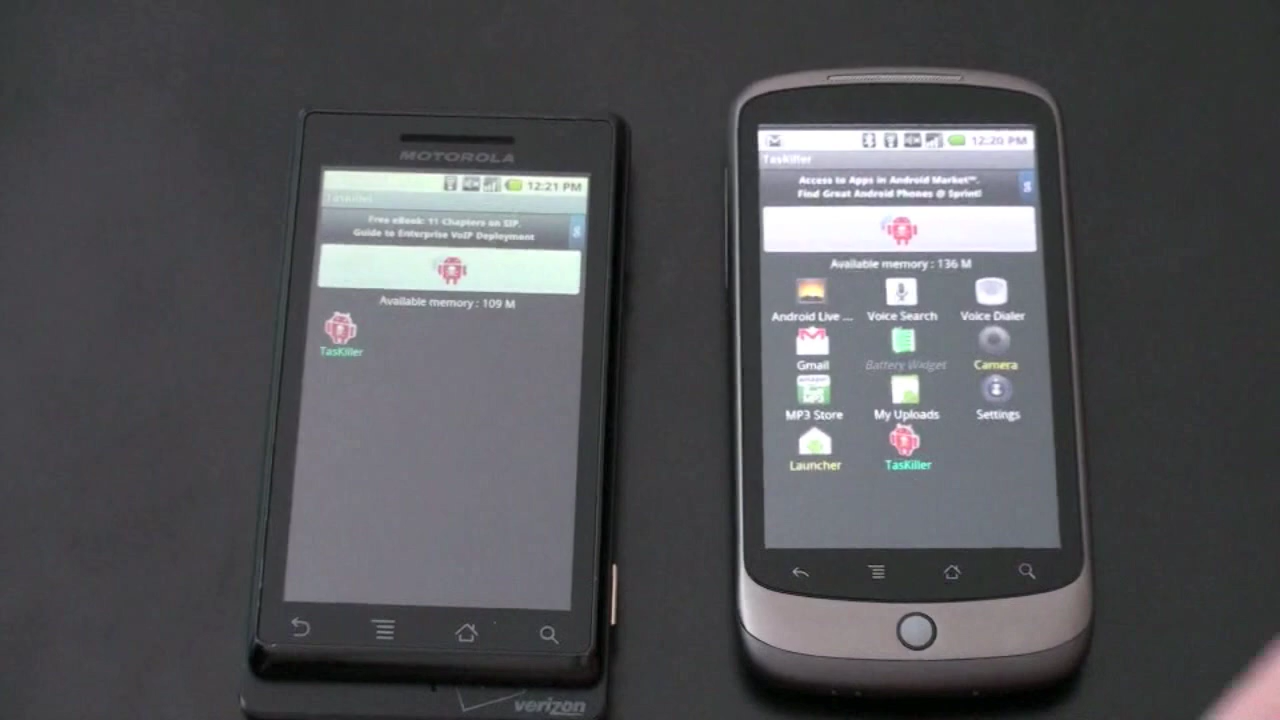 MOTOROLA
12:21 PM
TasKiller
Free eBook: 11 Chapters on SIP.
Guide to Enterprise VoIP Deployment
g
Available memory : 109 M
TasKiller
verizon
12:20 PM
TasKiller
Access to Apps in Android Market™.
Find Great Android Phones @ Sprint!
g
Available memory : 136 M
Android Live ... Voice Search Voice Dialer
Gmail Battery Widget Camera
amazon
MP3
MP3 Store My Uploads Settings
Launcher TasKiller